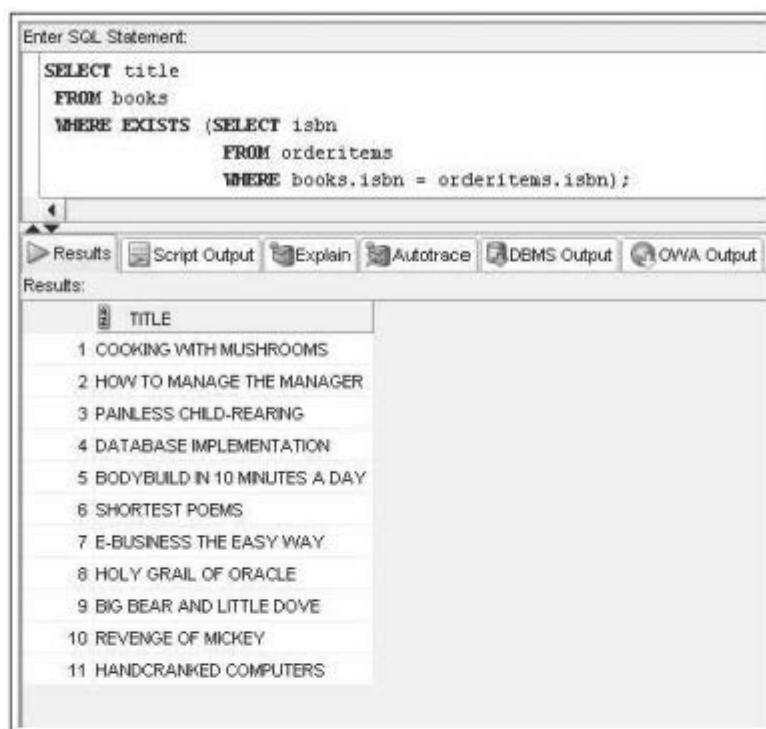 Enter SQL Statement:
SELECT title
FROM books
WHERE EXISTS (SELECT isbn
FROM orderitems
WHERE books.isbn = orderitems.isbn);
Results Script Output Explain Autotrace DBMS Output OWA Output
Results:
TITLE
1 COOKING WITH MUSHROOMS
2 HOW TO MANAGE THE MANAGER
3 PAINLESS CHILD-REARING
4 DATABASE IMPLEMENTATION
5 BODYBUILD IN 10 MINUTES A DAY
6 SHORTEST POEMS
7 E-BUSINESS THE EASY WAY
8 HOLY GRAIL OF ORACLE
9 BIG BEAR AND LITTLE DOVE
10 REVENGE OF MICKEY
11 HANDCRANKED COMPUTERS